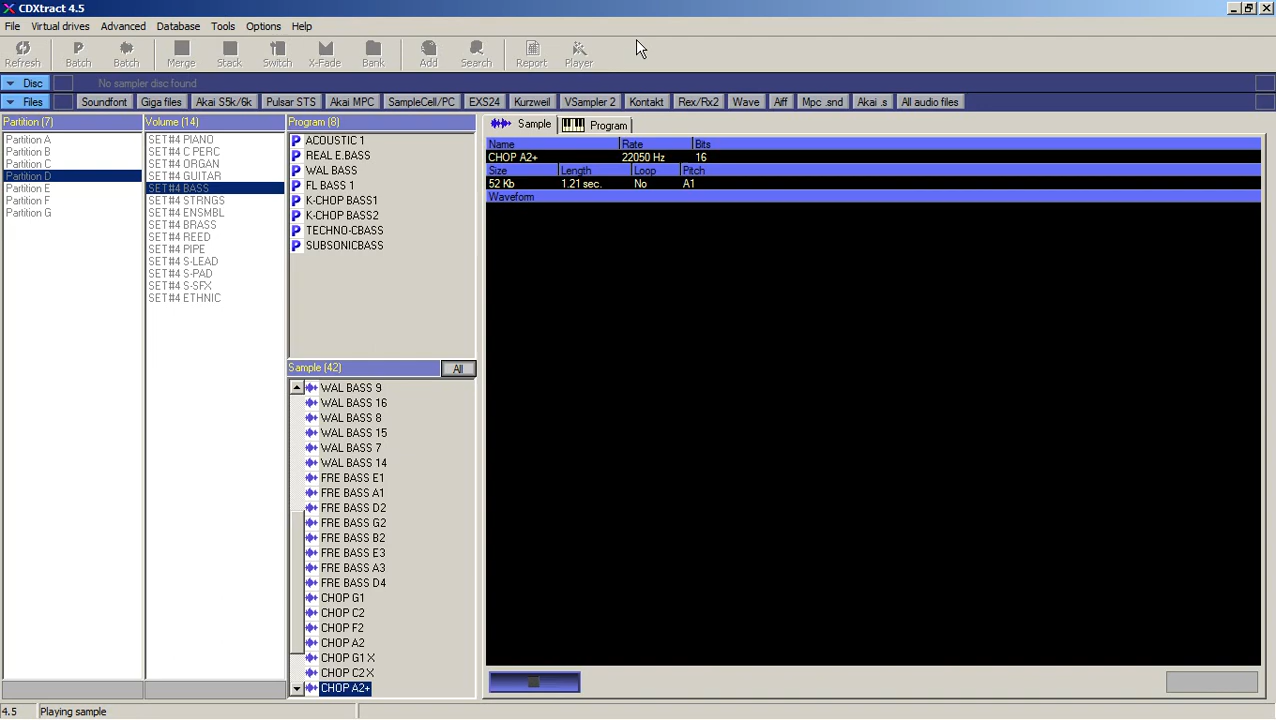 CDXtract 4.5
File Virtual drives Advanced Database Tools Options Help
Refresh Batch Batch Merge Stack Switch X-Fade Bank Add Search Report Player
Disc No sampler disc found
Files Soundfont Giga files Akai S5k/6k Pulsar STS Akai MPC SampleCell/PC EXS24 Kurzweil VSampler 2 Kontakt Rex/Rx2 Wave Aiff Mpc .snd Akai .s All audio files
Partition (7)
Partition A
Partition B
Partition C
Partition D
Partition E
Partition F
Partition G
Volume (14)
SET#4 PIANO
SET#4 C PERC
SET#4 ORGAN
SET#4 GUITAR
SET#4 BASS
SET#4 STRNGS
SET#4 ENSMBL
SET#4 BRASS
SET#4 REED
SET#4 PIPE
SET#4 S-LEAD
SET#4 S-PAD
SET#4 S-SFX
SET#4 ETHNIC
Program (8)
P ACOUSTIC 1
P REAL E.BASS
P WAL BASS
P FL BASS 1
P K-CHOP BASS1
P K-CHOP BASS2
P TECHNO-CBASS
P SUBSONICBASS
Sample (42) All
WAL BASS 9
WAL BASS 16
WAL BASS 8
WAL BASS 15
WAL BASS 7
WAL BASS 14
FRE BASS E1
FRE BASS A1
FRE BASS D2
FRE BASS G2
FRE BASS B2
FRE BASS E3
FRE BASS A3
FRE BASS D4
CHOP G1
CHOP C2
CHOP F2
CHOP A2
CHOP G1 X
CHOP C2 X
CHOP A2+
Sample Program
Name Rate Bits
CHOP A2+ 22050 Hz 16
Size Length Loop Pitch
52 Kb 1.21 sec. No A1
Waveform
4.5 Playing sample